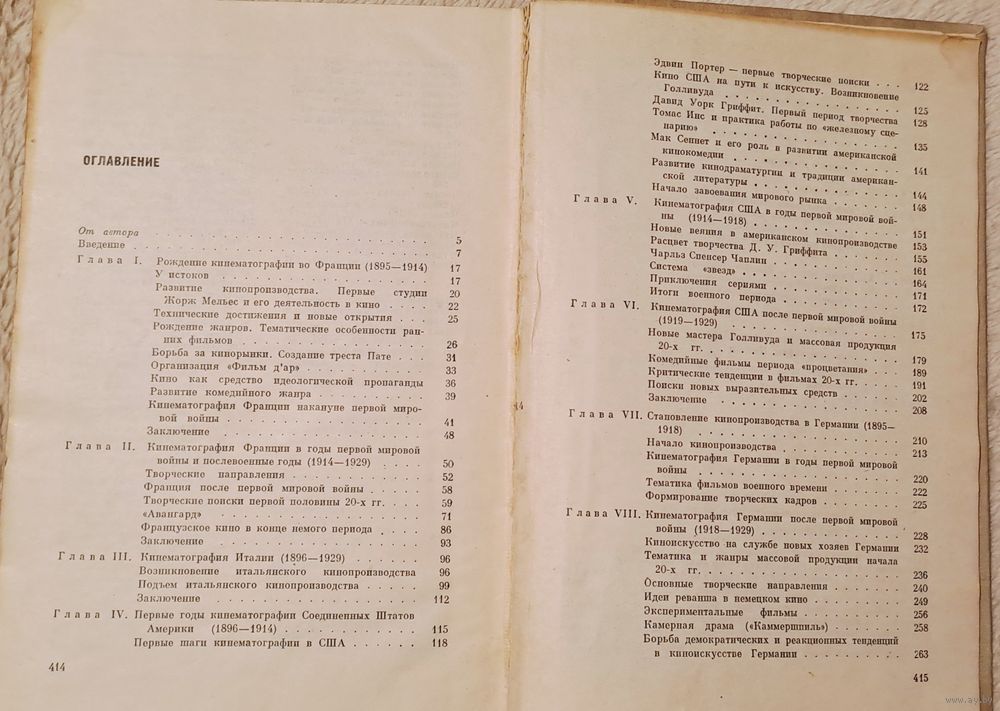 ОГЛАВЛЕНИЕ
От автора . . . . . . . . . . . . . . . . . . . . 5
Введение . . . . . . . . . . . . . . . . . . . . 7
Глава I. Рождение кинематографии во Франции (1895—1914) 17
У истоков . . . . . . . . . . . . . . . 17
Развитие кинопроизводства. Первые студии 20
Жорж Мельес и его деятельность в кино . . . . 22
Технические достижения и новые открытия . . . 25
Рождение жанров. Тематические особенности ран-
них фильмов . . . . . . . . . . . . . . 26
Борьба за кинорынки. Создание треста Пате . . . 31
Организация «Фильм д'ар» . . . . . . . . . . 33
Кино как средство идеологической пропаганды 36
Развитие комедийного жанра . . . . . . . . . 39
Кинематография Франции накануне первой миро-
вой войны . . . . . . . . . . . . . . . 41
Заключение . . . . . . . . . . . . . . . 48
Глава II. Кинематография Франции в годы первой мировой
войны и послевоенные годы (1914—1929) . . . . 50
Творческие направления . . . . . . . . . . 52
Франция после первой мировой войны . . . . . 58
Творческие поиски первой половины 20-х гг. . . . 59
«Авангард» . . . . . . . . . . . . . . . 71
Французское кино в конце немого периода . . . . 86
Заключение . . . . . . . . . . . . . . . 93
Глава III. Кинематография Италии (1896—1929) . . . . . 96
Возникновение итальянского кинопроизводства 96
Подъем итальянского кинопроизводства . . . . . 99
Заключение . . . . . . . . . . . . . . . 112
Глава IV. Первые годы кинематографии Соединенных Штатов
Америки (1896—1914) . . . . . . . . . . 115
Первые шаги кинематографии в США . . . . . . 118
414
Эдвин Портер — первые творческие поиски . . . 122
Кино США на пути к искусству. Возникновение
Голливуда . . . . . . . . . . . . . . . 125
Давид Уорк Гриффит. Первый период творчества 128
Томас Инс и практика работы по «железному сце-
нарию» . . . . . . . . . . . . . . . . 135
Мак Сеннет и его роль в развитии американской
кинокомедии . . . . . . . . . . . . . . 141
Развитие кинодраматургии и традиции американ-
ской литературы . . . . . . . . . . . . . 144
Начало завоевания мирового рынка . . . . . . 148
Глава V. Кинематография США в годы первой мировой вой-
ны (1914—1918) . . . . . . . . . . . . . 151
Новые веяния в американском кинопроизводстве 153
Расцвет творчества Д. У. Гриффита . . . . . . 155
Чарльз Спенсер Чаплин . . . . . . . . . . . 161
Система «звезд» . . . . . . . . . . . . . 164
Приключения сериями . . . . . . . . . . . 171
Итоги военного периода . . . . . . . . . . 172
Глава VI. Кинематография США после первой мировой войны
(1919—1929) . . . . . . . . . . . . . . 175
Новые мастера Голливуда и массовая продукция
20-х гг. . . . . . . . . . . . . . . . . 179
Комедийные фильмы периода «процветания» . . . 189
Критические тенденции в фильмах 20-х гг. . . . . 191
Поиски новых выразительных средств . . . . . . 202
Заключение . . . . . . . . . . . . . . . 208
Глава VII. Становление кинопроизводства в Германии (1895—
1918) . . . . . . . . . . . . . . . . . 210
Начало кинопроизводства . . . . . . . . . . 213
Кинематография Германии в годы первой мировой
войны . . . . . . . . . . . . . . . . . 220
Тематика фильмов военного времени . . . . . . 222
Формирование творческих кадров . . . . . . . 225
Глава VIII. Кинематография Германии после первой мировой
войны (1918—1929) . . . . . . . . . . . . 228
Киноискусство на службе новых хозяев Германии 232
Тематика и жанры массовой продукции начала
20-х гг. . . . . . . . . . . . . . . . . 236
Основные творческие направления . . . . . . . 240
Идеи реванша в немецком кино . . . . . . . . 249
Экспериментальные фильмы . . . . . . . . . 256
Камерная драма («Каммершпиль») . . . . . . . 258
Борьба демократических и реакционных тенденций
в киноискусстве Германии . . . . . . . . . . 263
415
www.ay.by